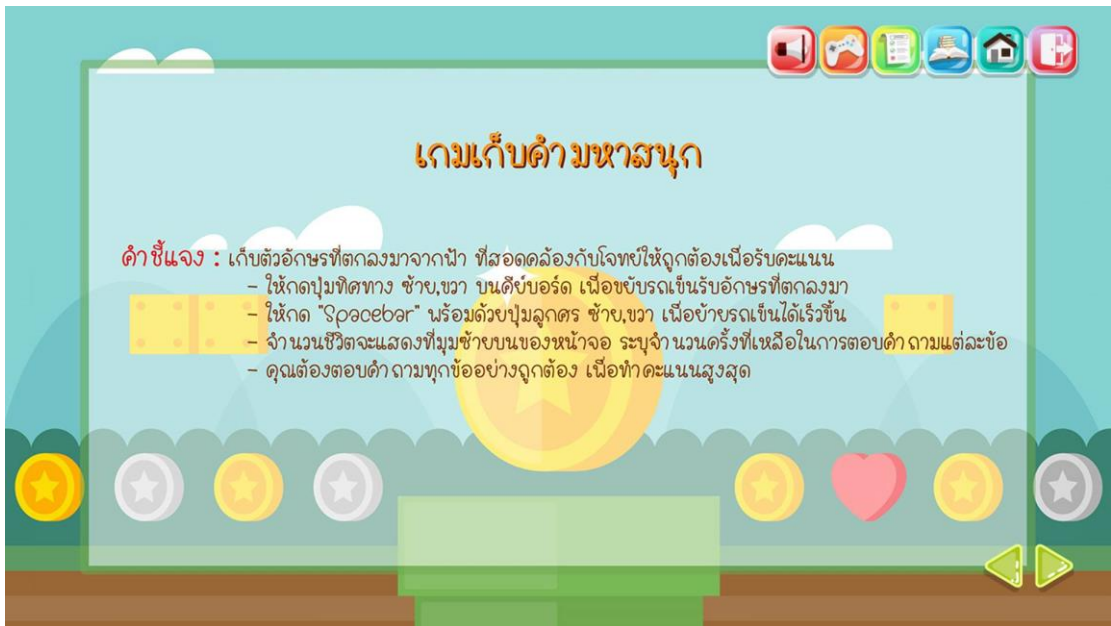 เกมเก็บคำมหาสนุก
คำชี้แจง : เก็บตัวอักษรที่ตกลงมาจากฟ้า ที่สอดคล้องกับโจทย์ให้ถูกต้องเพื่อรับคะแนน
- ให้กดปุ่มทิศทาง ซ้าย,ขวา บนคีย์บอร์ด เพื่อขยับรถเข็นรับอักษรที่ตกลงมา
- ให้กด "Spacebar" พร้อมด้วยปุ่มลูกศร ซ้าย,ขวา เพื่อย้ายรถเข็นได้เร็วขึ้น
- จำนวนชีวิตจะแสดงที่มุมซ้ายบนของหน้าจอ ระบุจำนวนครั้งที่เหลือในการตอบคำถามแต่ละข้อ
- คุณต้องตอบคำถามทุกข้ออย่างถูกต้อง เพื่อทำคะแนนสูงสุด